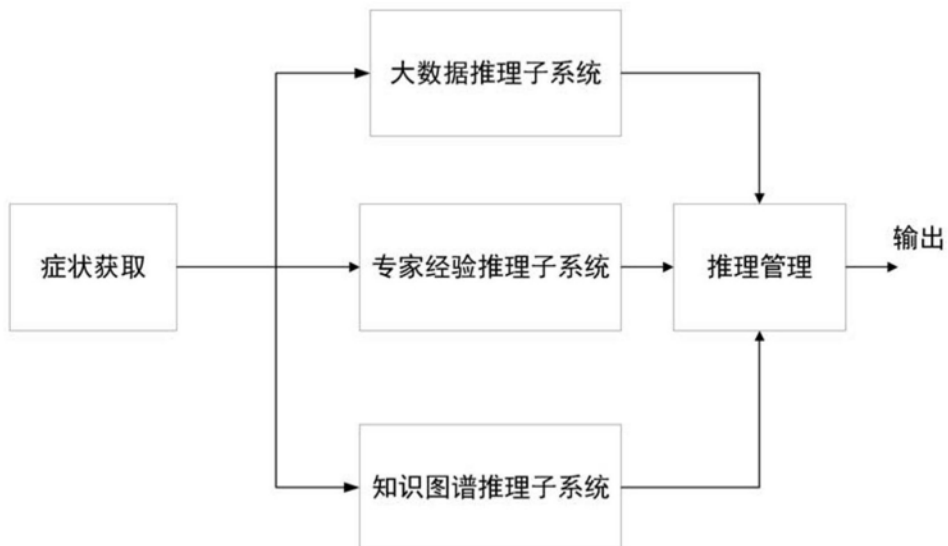 大数据推理子系统
症状获取
专家经验推理子系统
推理管理
输出
知识图谱推理子系统